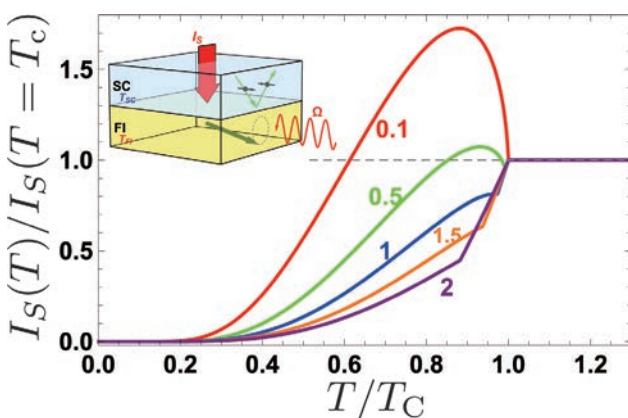 I_S(T)/I_S(T = T_c)
1.5
1.0
0.5
0.0
I_S
SC
T_SC
FI
T_FI
Ω
0.1
0.5
1
1.5
2
0.0 0.2 0.4 0.6 0.8 1.0 1.2
T/T_C